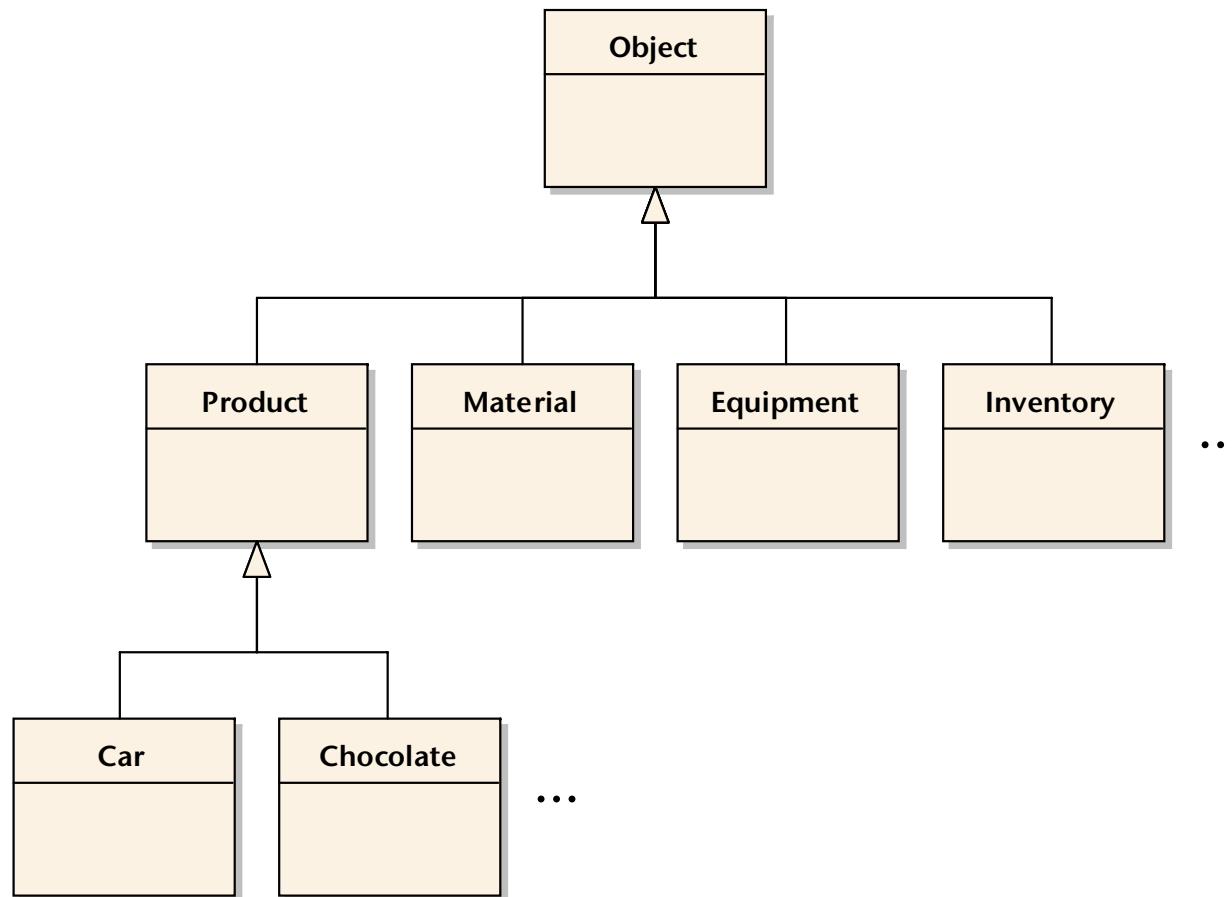 Object
Product
Material
Equipment
Inventory
..
Car
Chocolate
...